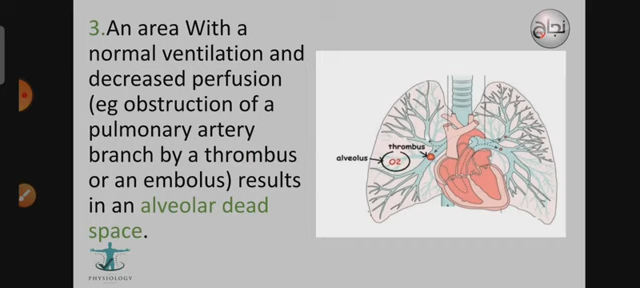 3.An area With a
normal ventilation and
decreased perfusion
(eg obstruction of a
pulmonary artery
branch by a thrombus
or an embolus) results
in an alveolar dead
space.
نجاح
thrombus
alveolus
O2
PHYSIOLOGY